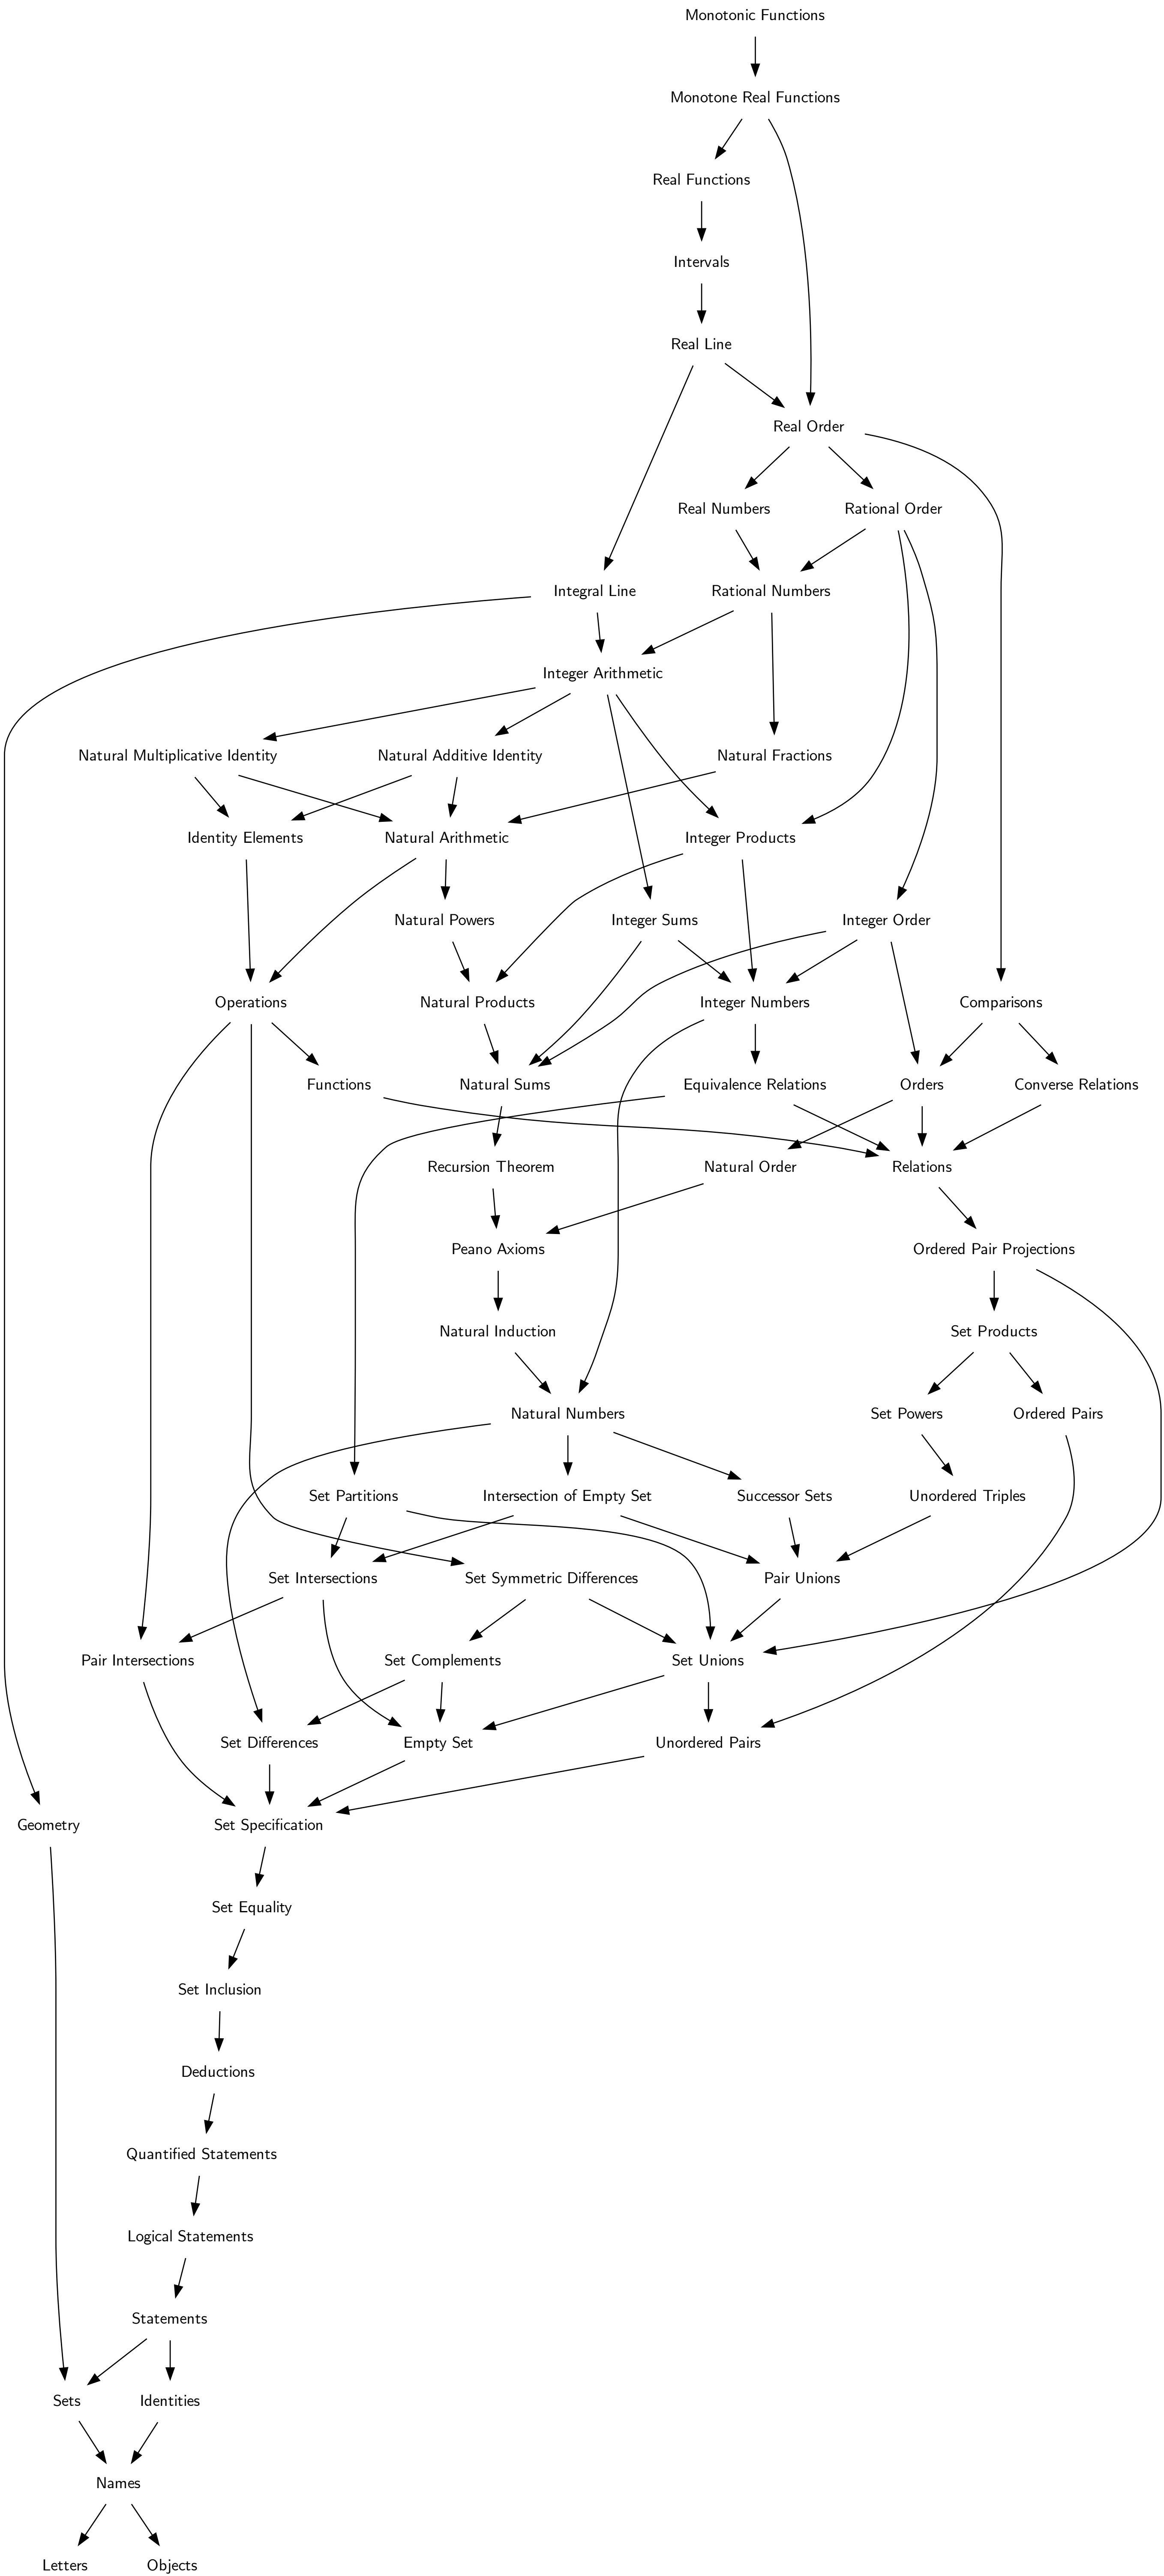 Monotonic Functions
Monotone Real Functions
Real Functions
Intervals
Real Line
Real Order
Real Numbers
Rational Order
Integral Line
Rational Numbers
Integer Arithmetic
Natural Multiplicative Identity
Natural Additive Identity
Natural Fractions
Identity Elements
Natural Arithmetic
Integer Products
Natural Powers
Integer Sums
Integer Order
Operations
Natural Products
Integer Numbers
Comparisons
Functions
Natural Sums
Equivalence Relations
Orders
Converse Relations
Recursion Theorem
Natural Order
Relations
Peano Axioms
Ordered Pair Projections
Natural Induction
Set Products
Natural Numbers
Set Powers
Ordered Pairs
Set Partitions
Intersection of Empty Set
Successor Sets
Unordered Triples
Set Intersections
Set Symmetric Differences
Pair Unions
Pair Intersections
Set Complements
Set Unions
Set Differences
Empty Set
Unordered Pairs
Geometry
Set Specification
Set Equality
Set Inclusion
Deductions
Quantified Statements
Logical Statements
Statements
Sets
Identities
Names
Letters
Objects